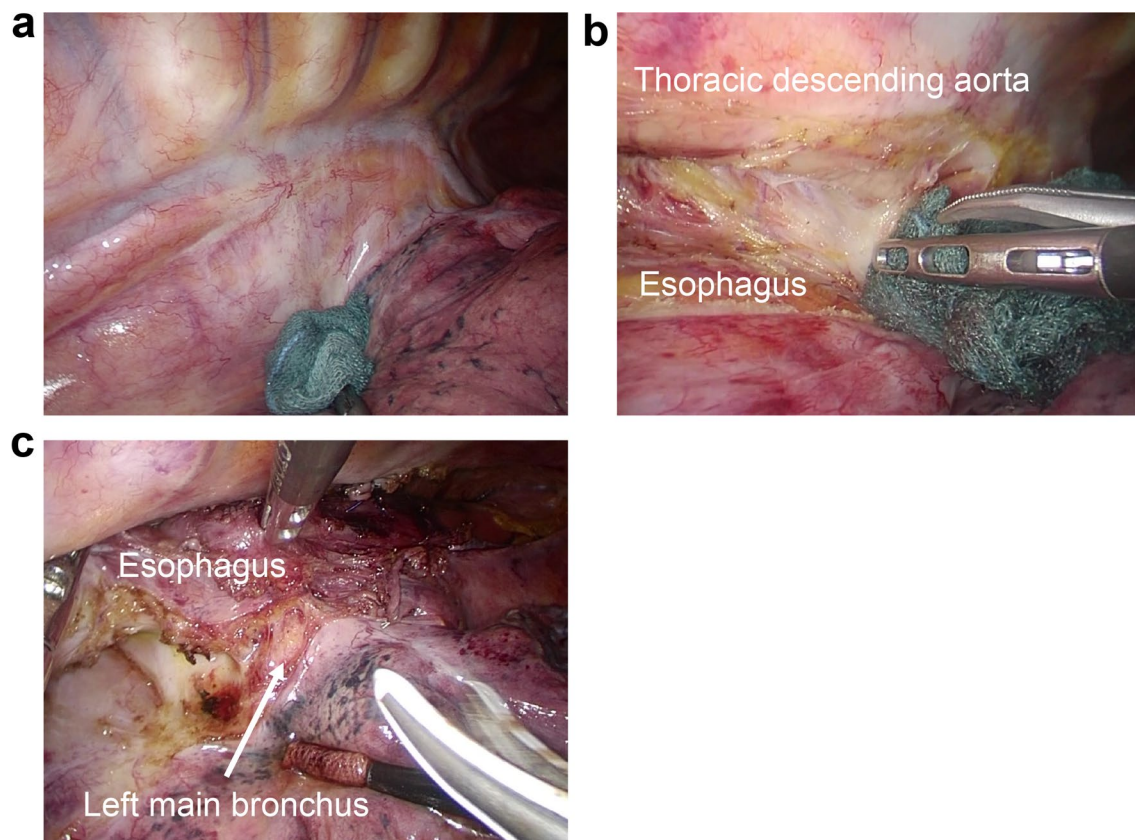 a
b
Thoracic descending aorta
Esophagus
c
Esophagus
Left main bronchus